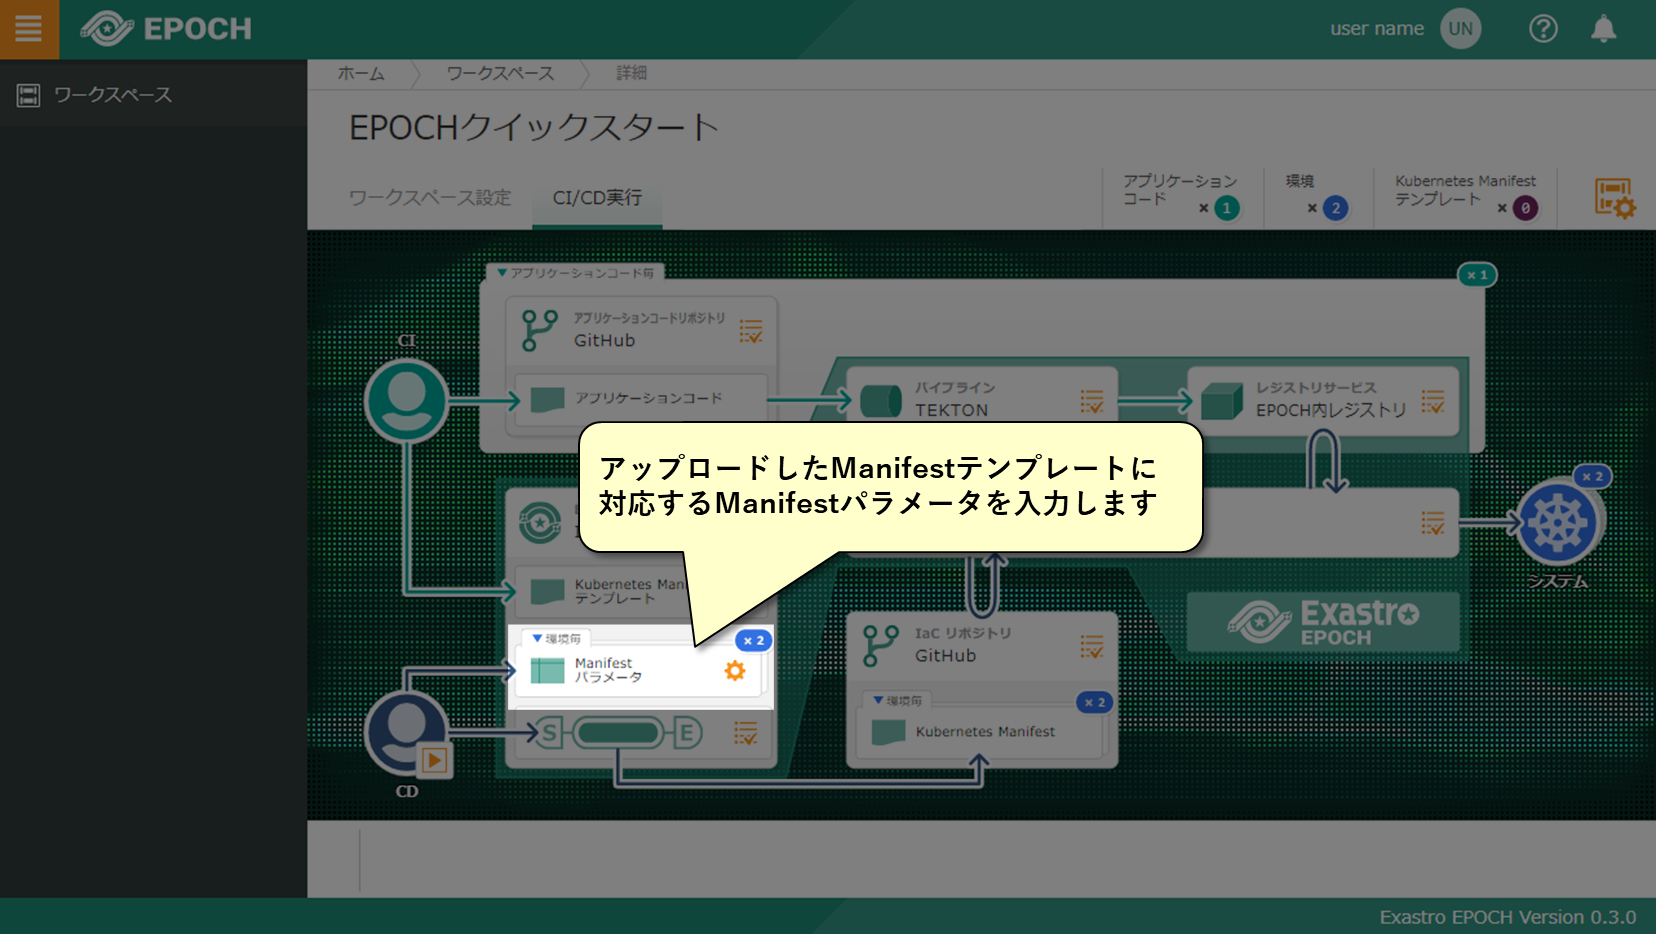 EPOCH
user name
UN
ワークスペース
ホーム
ワークスペース
詳細
EPOCHクイックスタート
ワークスペース設定
CI/CD実行
アプリケーション
コード
× 1
環境
× 2
Kubernetes Manifest
テンプレート
× 0
▼アプリケーションコード毎
× 1
アプリケーションコードリポジトリ
GitHub
CI
アプリケーションコード
パイプライン
TEKTON
レジストリサービス
EPOCH内レジストリ
アップロードしたManifestテンプレートに
対応するManifestパラメータを入力します
× 2
システム
Kubernetes Man
テンプレート
Exastro
EPOCH
▼環境毎
× 2
Manifest
パラメータ
IaC リポジトリ
GitHub
▼環境毎
× 2
Kubernetes Manifest
S
E
CD
Exastro EPOCH Version 0.3.0